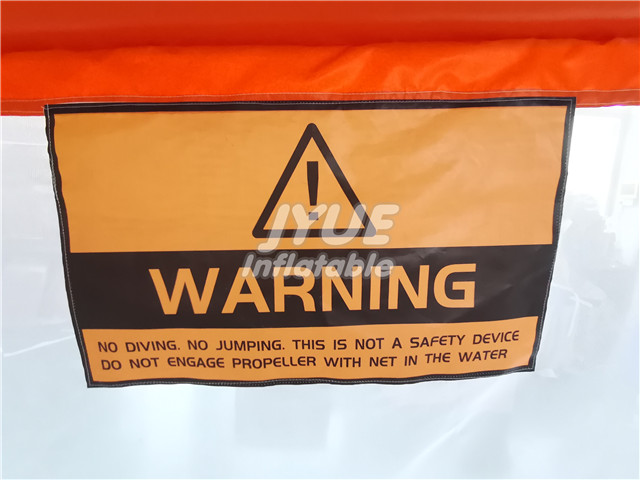 JYUE
Inflatable
WARNING
NO DIVING. NO JUMPING. THIS IS NOT A SAFETY DEVICE
DO NOT ENGAGE PROPELLER WITH NET IN THE WATER